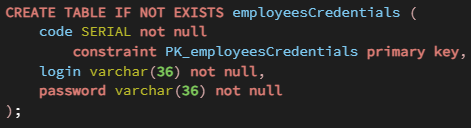 CREATE TABLE IF NOT EXISTS employeesCredentials (
    code SERIAL not null
        constraint PK_employeesCredentials primary key,
    login varchar(36) not null,
    password varchar(36) not null
);